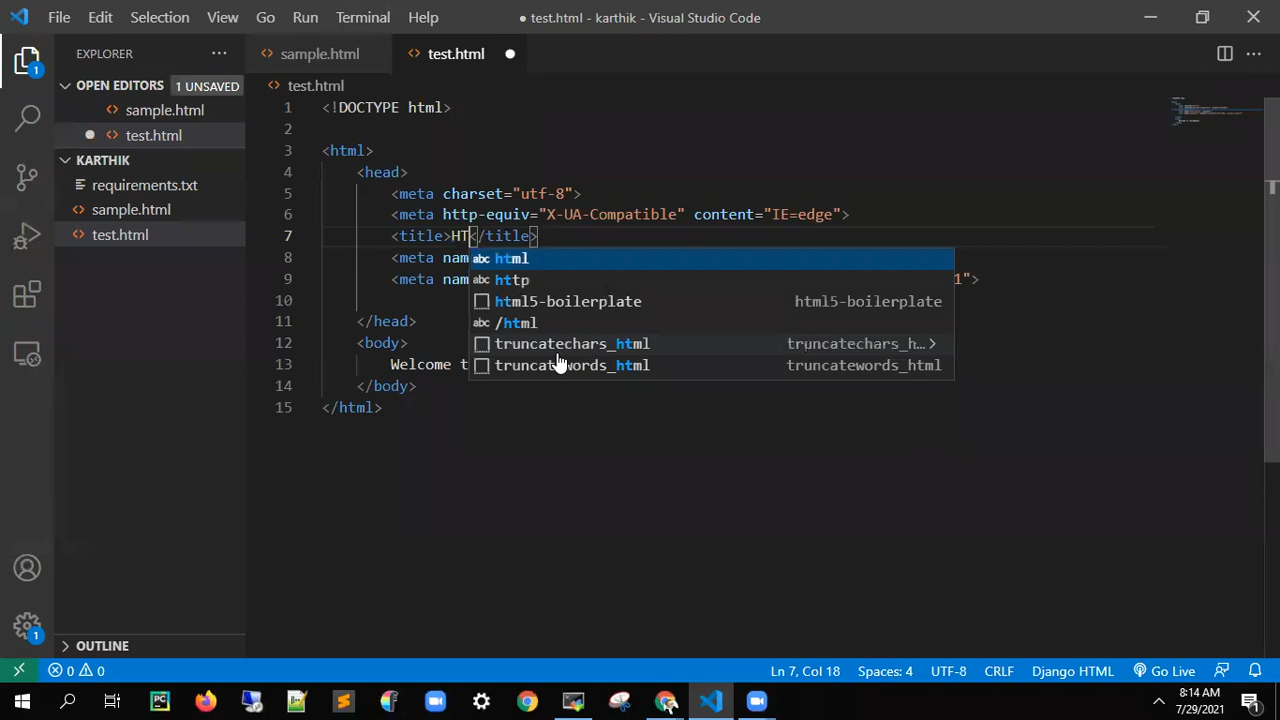 File Edit Selection View Go Run Terminal Help
● test.html - karthik - Visual Studio Code
EXPLORER
OPEN EDITORS 1 UNSAVED
sample.html
test.html
KARTHIK
requirements.txt
sample.html
test.html
OUTLINE
1
1
sample.html test.html
test.html
1 <!DOCTYPE html>
2
3 <html>
4 <head>
5 <meta charset="utf-8">
6 <meta http-equiv="X-UA-Compatible" content="IE=edge">
7 <title>HT</title>
8 <meta nam
9 <meta nam 1">
10
11 </head>
12 <body>
13 Welcome t
14 </body>
15 </html>
abc html
abc http
html5-boilerplate html5-boilerplate
abc /html
truncatechars_html truncatechars_h…
truncatewords_html truncatewords_html
0 0 Ln 7, Col 18 Spaces: 4 UTF-8 CRLF Django HTML Go Live
PC
8:14 AM
7/29/2021
1